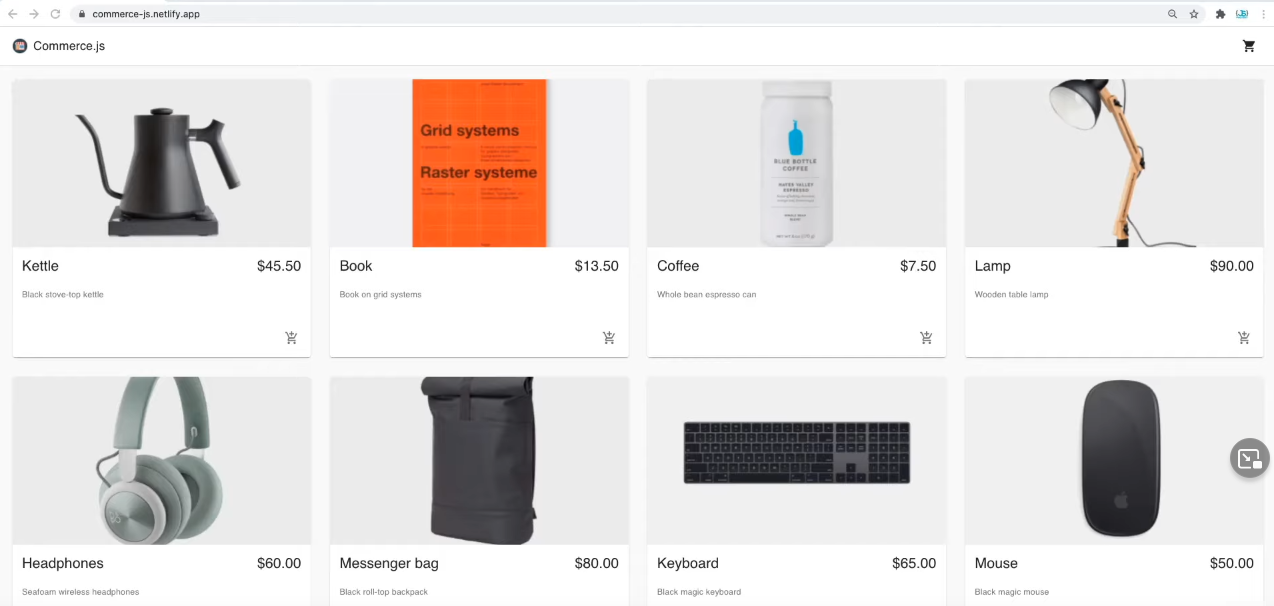 commerce-js.netlify.app
Commerce.js
Grid systems
Raster systeme
BLUE BOTTLE
COFFEE
HAYES VALLEY
ESPRESSO
Kettle $45.50
Book $13.50
Coffee $7.50
Lamp $90.00
Black stove-top kettle
Book on grid systems
Whole bean espresso can
Wooden table lamp
Headphones $60.00
Messenger bag $80.00
Keyboard $65.00
Mouse $50.00
Seafoam wireless headphones
Black roll-top backpack
Black magic keyboard
Black magic mouse